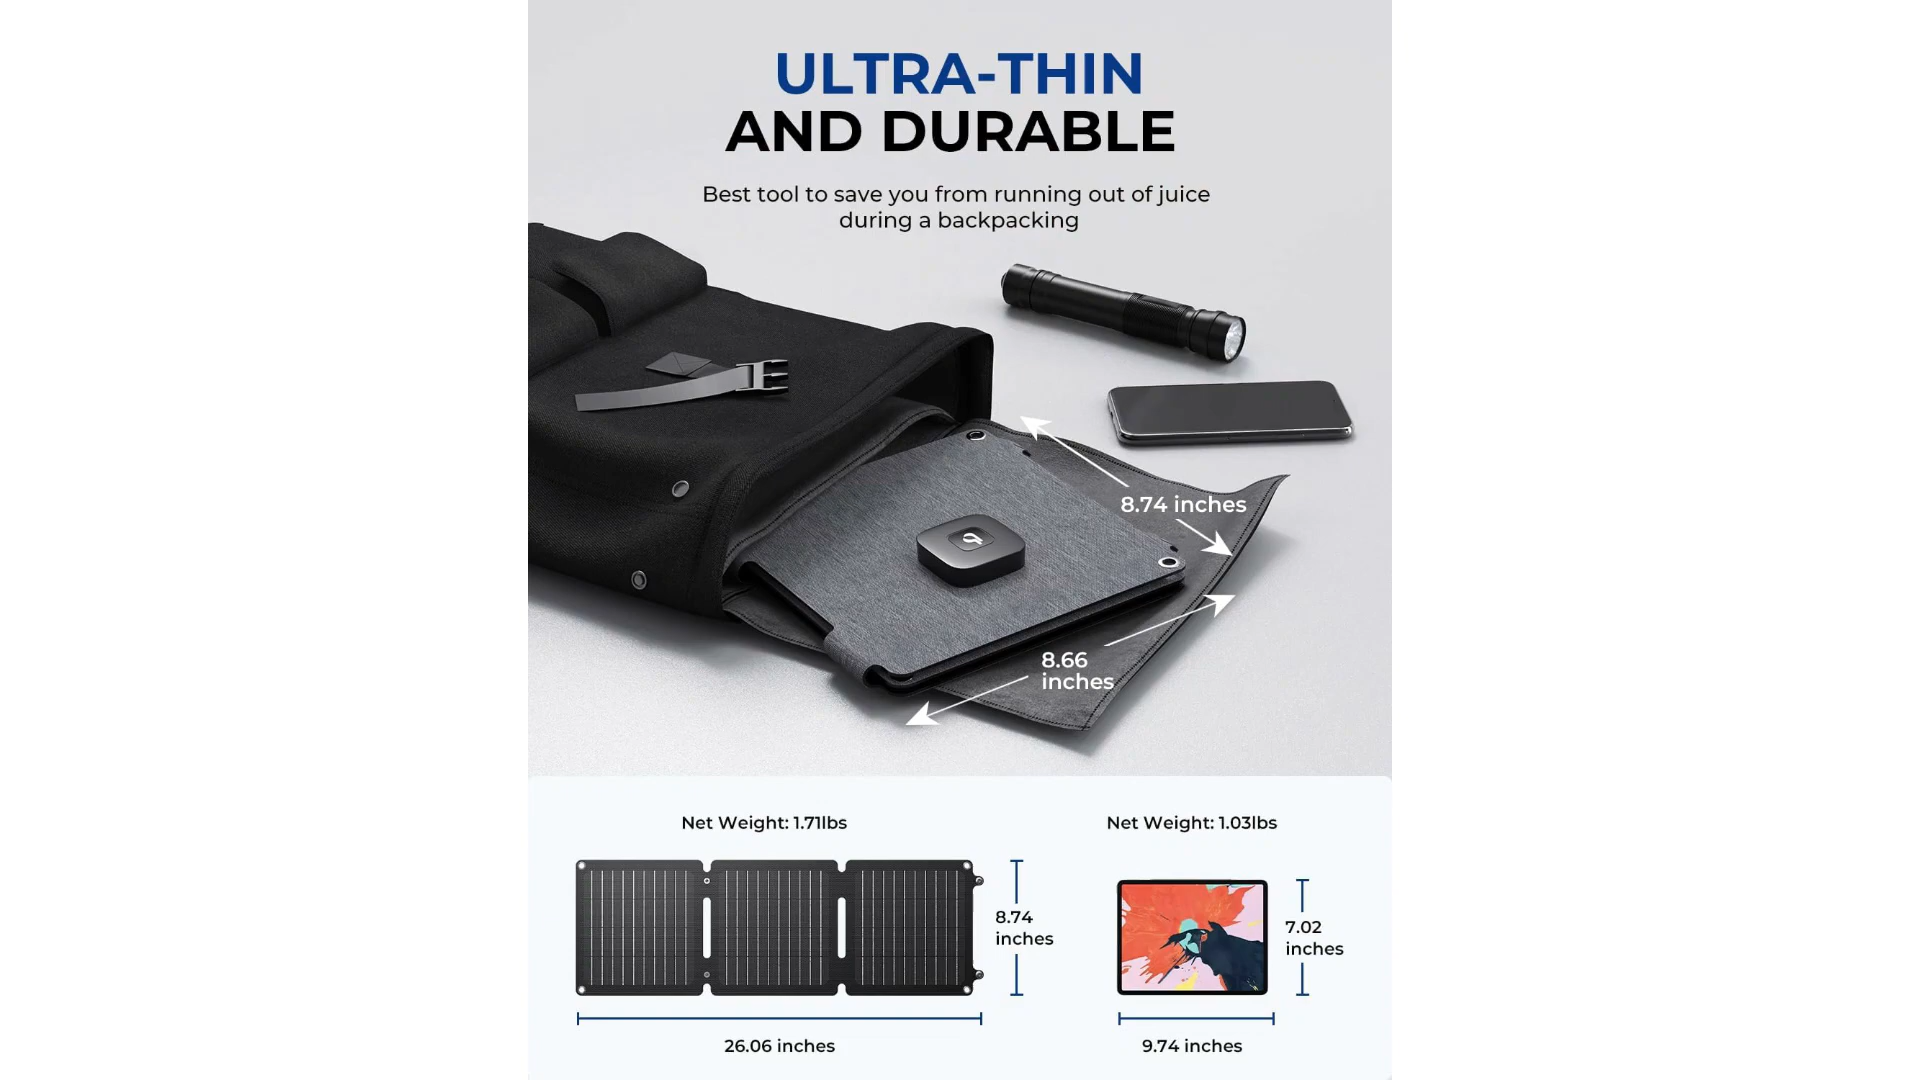 ULTRA-THIN
AND DURABLE
Best tool to save you from running out of juice
during a backpacking
8.74 inches
8.66
inches
Net Weight: 1.71lbs
8.74
inches
26.06 inches
Net Weight: 1.03lbs
7.02
inches
9.74 inches